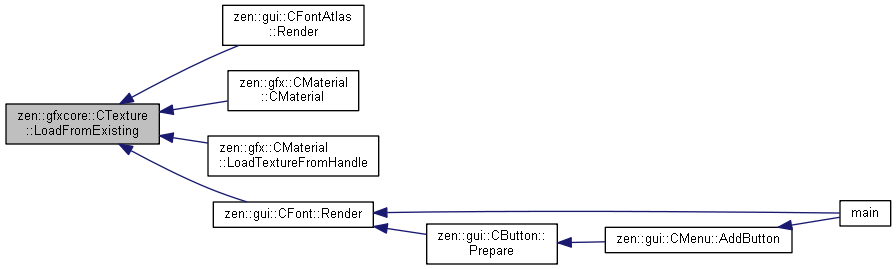 zen::gui::CFontAtlas
::Render
zen::gfx::CMaterial
::CMaterial
zen::gfxcore::CTexture
::LoadFromExisting
zen::gfx::CMaterial
::LoadTextureFromHandle
zen::gui::CFont::Render
main
zen::gui::CButton::
Prepare
zen::gui::CMenu::AddButton